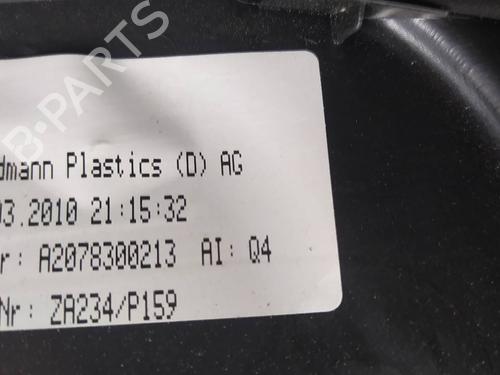 B-PARTS
dmann Plastics (D) AG
03.2010 21:15:32
r: A2078300213 AI: Q4
Nr: ZA234/P159